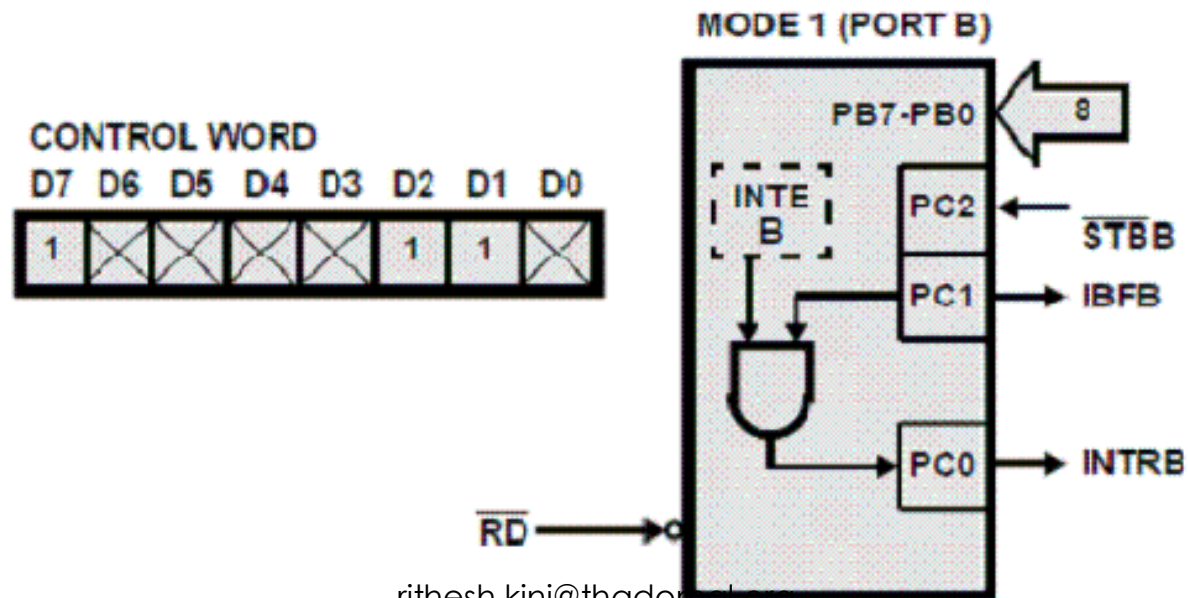 MODE 1 (PORT B)
CONTROL WORD
D7 D6 D5 D4 D3 D2 D1 D0
1 1 1
PB7-PB0
8
INTE
B
PC2
STBB
PC1
IBFB
PC0
INTRB
RD